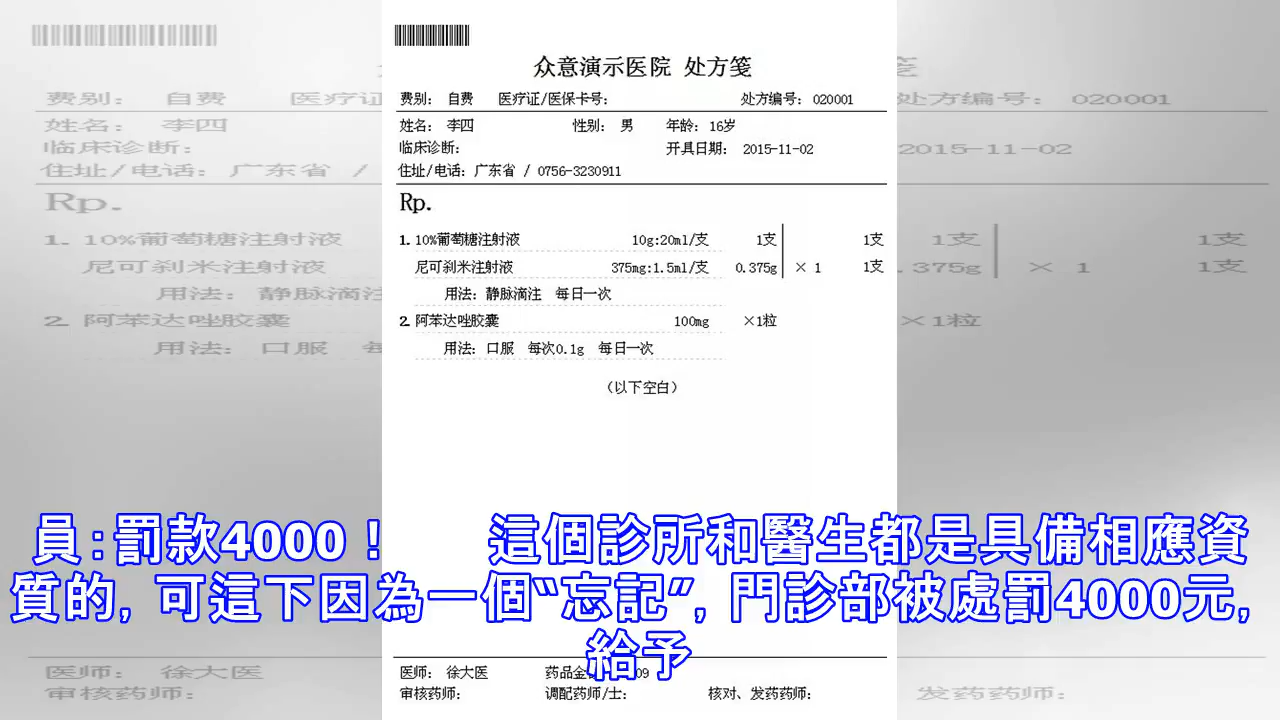 众意演示医院 处方笺
费别: 自费 医疗证/医保卡号: 处方编号: 020001
姓名: 李四 性别: 男 年龄: 16岁
临床诊断: 开具日期: 2015-11-02
住址/电话: 广东省 / 0756-3230911
Rp.
1. 10%葡萄糖注射液 10g:20ml/支 1支 1支
尼可刹米注射液 375mg:1.5ml/支 0.375g × 1 1支
用法: 静脉滴注 每日一次
2. 阿苯达唑胶囊 100mg ×1粒
用法: 口服 每次0.1g 每日一次
(以下空白)
員:罰款4000! 這個診所和醫生都是具備相應資
質的, 可這下因為一個“忘記”, 門診部被處罰4000元,
給予
医师: 徐大医 药品金 09
审核药师: 调配药师/士: 核对、发药药师: